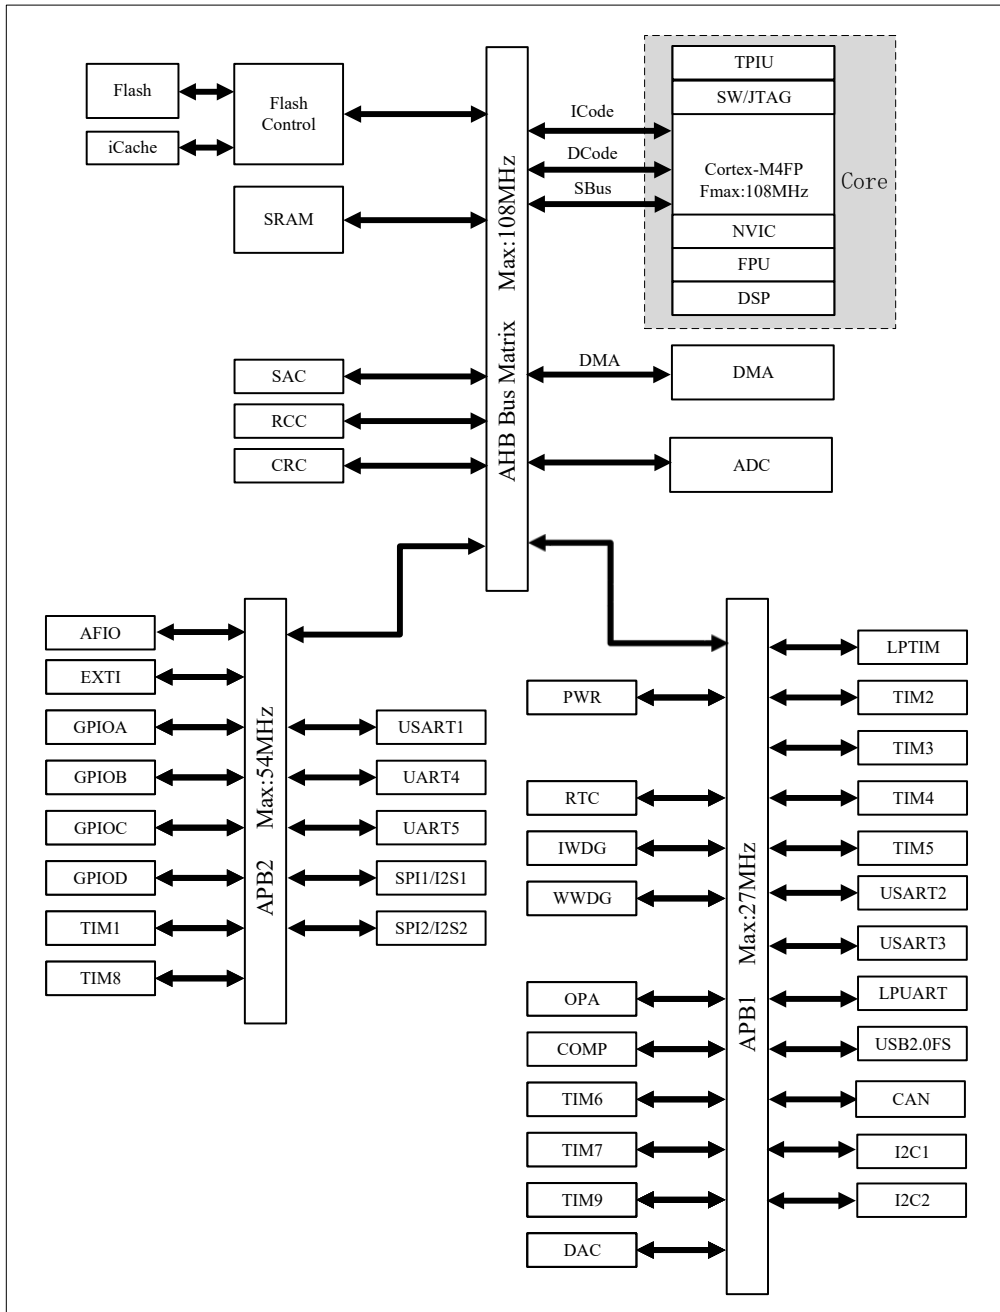 Flash
iCache
Flash
Control
SRAM
SAC
RCC
CRC
AHB Bus Matrix Max:108MHz
ICode
DCode
SBus
TPIU
SW/JTAG
Cortex-M4FP
Fmax:108MHz
NVIC
FPU
DSP
Core
DMA
DMA
ADC
AFIO
EXTI
GPIOA
GPIOB
GPIOC
GPIOD
TIM1
TIM8
APB2 Max:54MHz
USART1
UART4
UART5
SPI1/I2S1
SPI2/I2S2
PWR
RTC
IWDG
WWDG
OPA
COMP
TIM6
TIM7
TIM9
DAC
APB1 Max:27MHz
LPTIM
TIM2
TIM3
TIM4
TIM5
USART2
USART3
LPUART
USB2.0FS
CAN
I2C1
I2C2